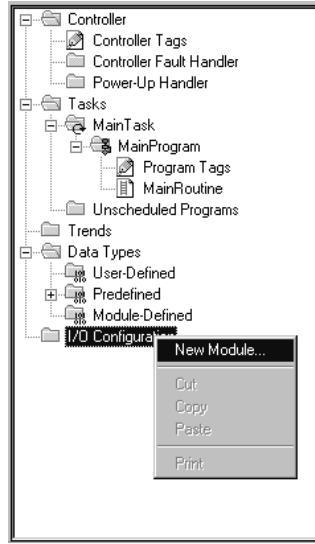 Controller
Controller Tags
Controller Fault Handler
Power-Up Handler
Tasks
MainTask
MainProgram
Program Tags
MainRoutine
Unscheduled Programs
Trends
Data Types
User-Defined
Predefined
Module-Defined
I/O Configuration
New Module...
Cut
Copy
Paste
Print